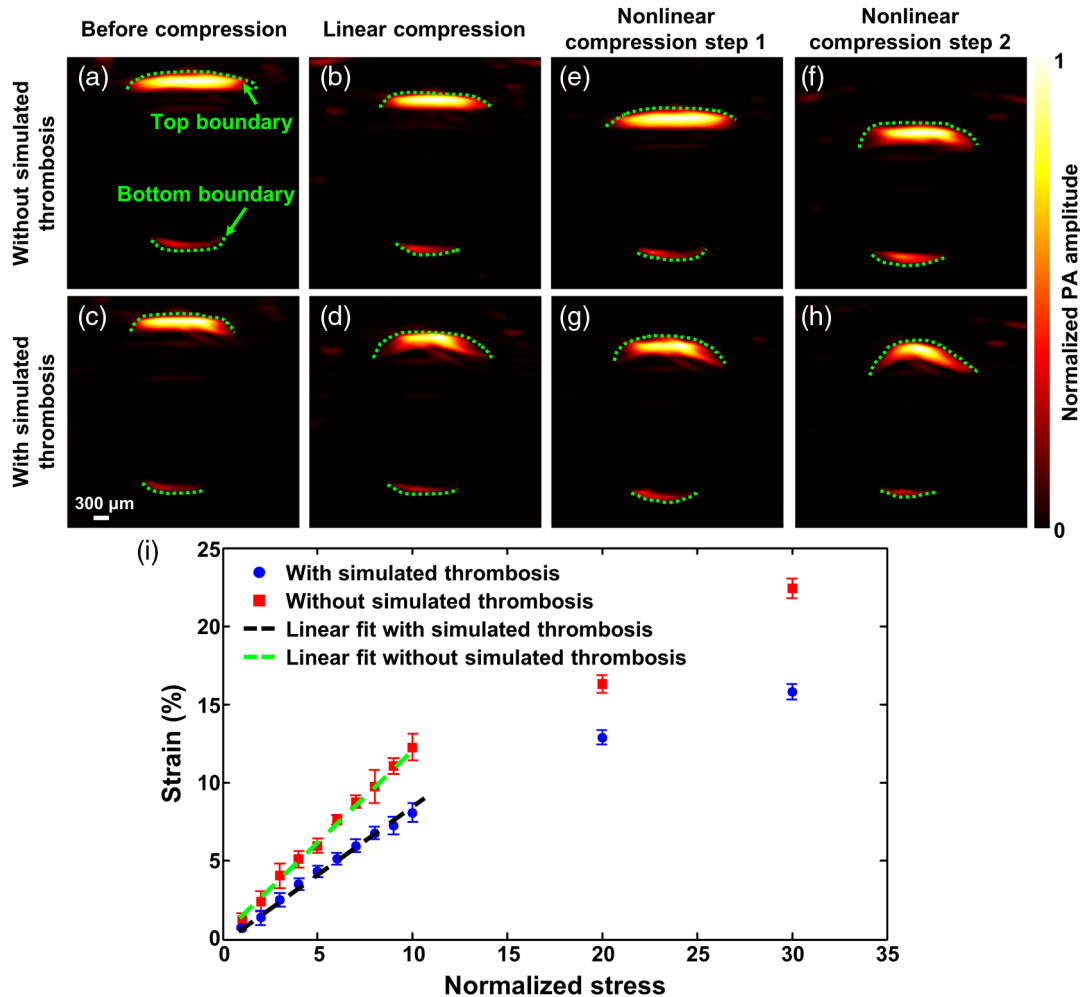 Before compression
Linear compression
Nonlinear
compression step 1
Nonlinear
compression step 2
Without simulated
thrombosis
(a)
Top boundary
Bottom boundary
(b)
(e)
(f)
With simulated
thrombosis
(c)
300 µm
(d)
(g)
(h)
1
Normalized PA amplitude
0
(i)
25
20
15
10
5
0
Strain (%)
With simulated thrombosis
Without simulated thrombosis
Linear fit with simulated thrombosis
Linear fit without simulated thrombosis
0 5 10 15 20 25 30 35
Normalized stress